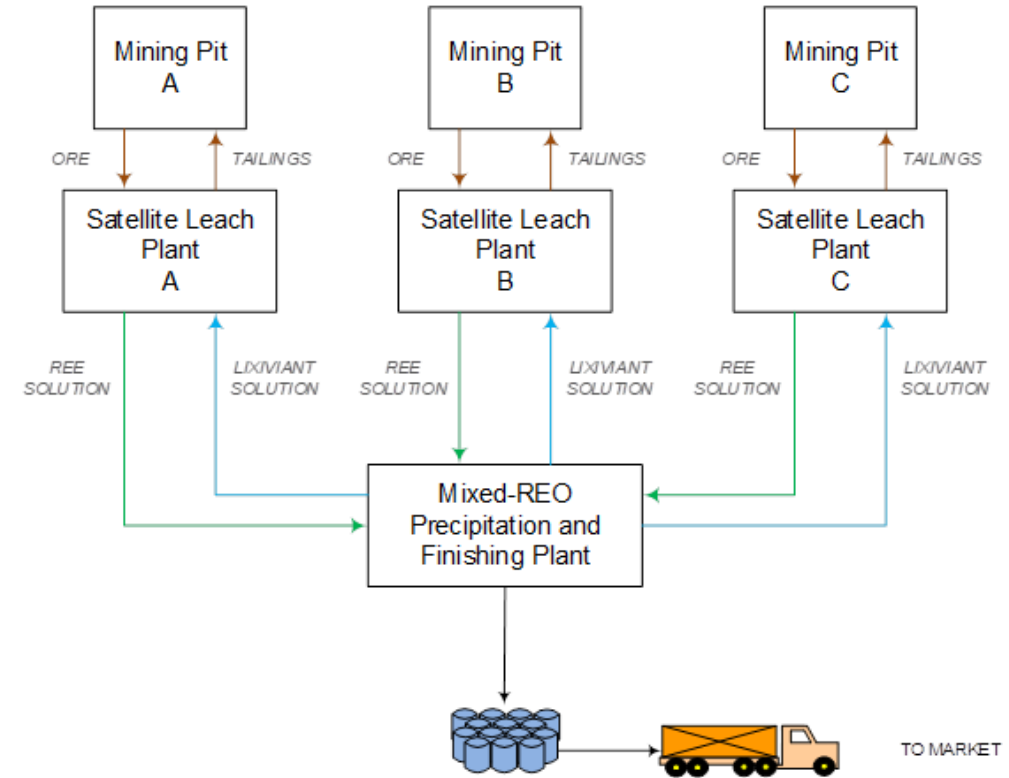 Mining Pit
A
Mining Pit
B
Mining Pit
C
ORE
TAILINGS
ORE
TAILINGS
ORE
TAILINGS
Satellite Leach
Plant
A
Satellite Leach
Plant
B
Satellite Leach
Plant
C
REE
SOLUTION
LIXIVIANT
SOLUTION
REE
SOLUTION
LIXIVIANT
SOLUTION
REE
SOLUTION
LIXIVIANT
SOLUTION
Mixed-REO
Precipitation and
Finishing Plant
TO MARKET